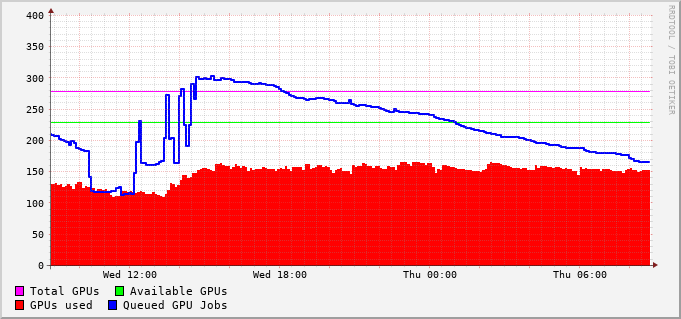 400
350
300
250
200
150
100
50
0
Wed 12:00 Wed 18:00 Thu 00:00 Thu 06:00
Total GPUs Available GPUs
GPUs used Queued GPU Jobs
RRDTOOL / TOBI OETIKER